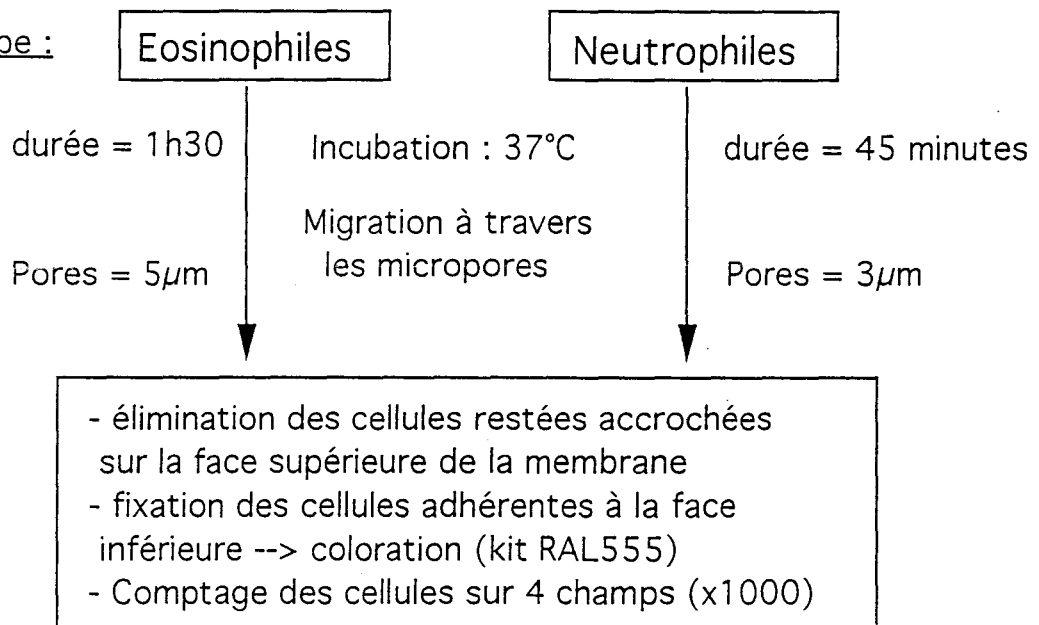 Eosinophiles
Neutrophiles
durée = 1h30
Incubation : 37°C
durée = 45 minutes
Migration à travers
les micropores
Pores = 5µm
Pores = 3µm
- élimination des cellules restées accrochées
sur la face supérieure de la membrane
- fixation des cellules adhérentes à la face
inférieure --> coloration (kit RAL555)
- Comptage des cellules sur 4 champs (x1000)